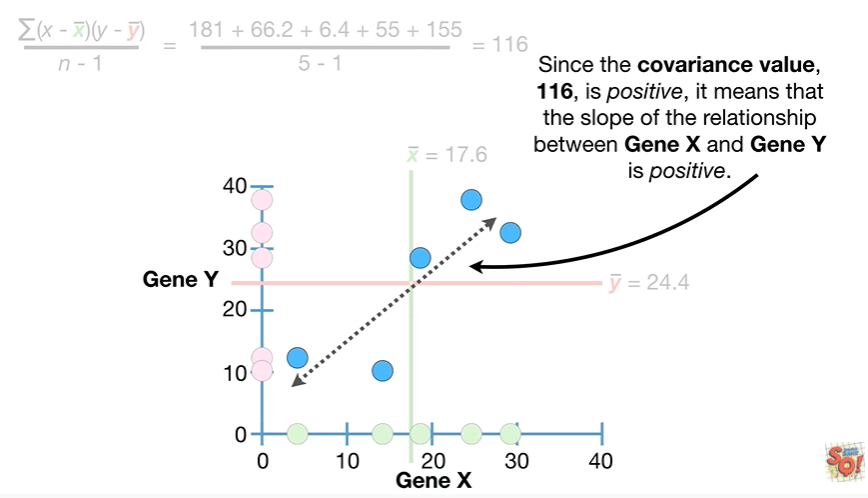 ∑(x - x̅)(y - y̅)
n - 1
=
181 + 66.2 + 6.4 + 55 + 155
5 - 1
= 116
Since the covariance value,
116, is positive, it means that
the slope of the relationship
between Gene X and Gene Y
is positive.
x̅ = 17.6
40
30
Gene Y
y̅ = 24.4
20
10
0
0 10 20 30 40
Gene X
SQ!